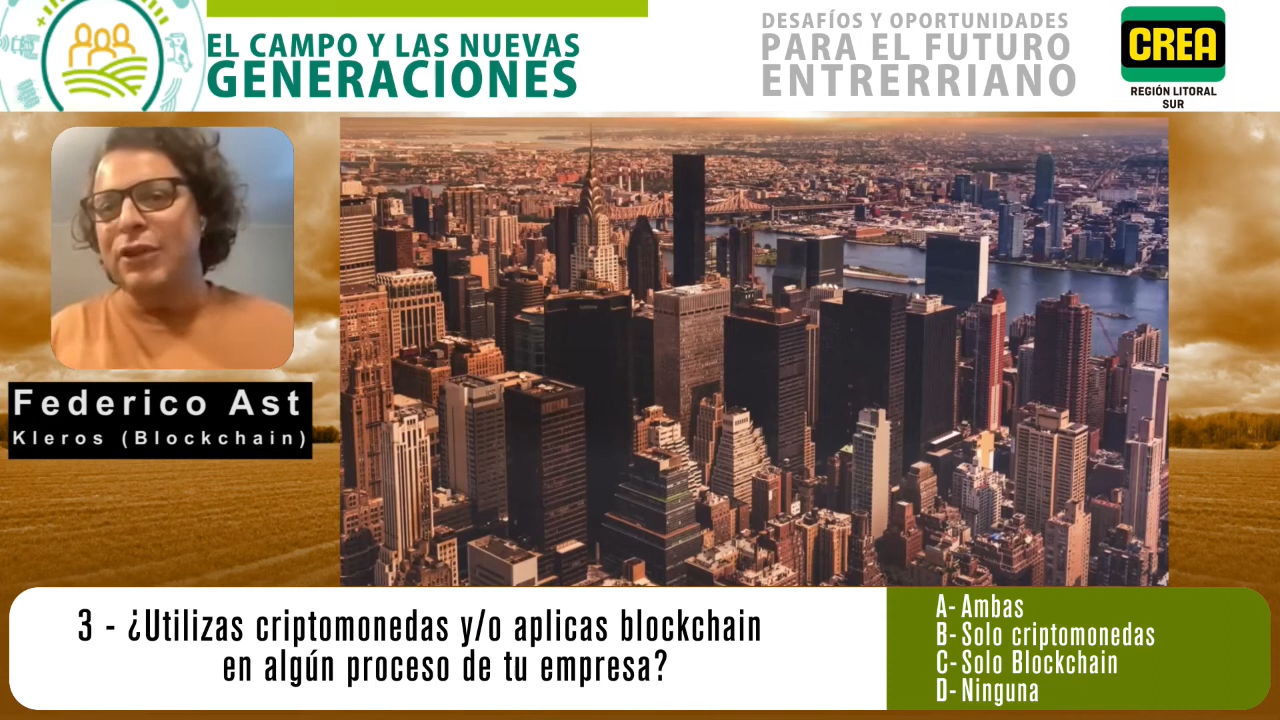 EL CAMPO Y LAS NUEVAS
GENERACIONES
DESAFÍOS Y OPORTUNIDADES
PARA EL FUTURO
ENTRERRIANO
CREA
REGIÓN LITORAL
SUR
Federico Ast
Kleros (Blockchain)
3 - ¿Utilizas criptomonedas y/o aplicas blockchain
en algún proceso de tu empresa?
A- Ambas
B- Solo criptomonedas
C- Solo Blockchain
D- Ninguna